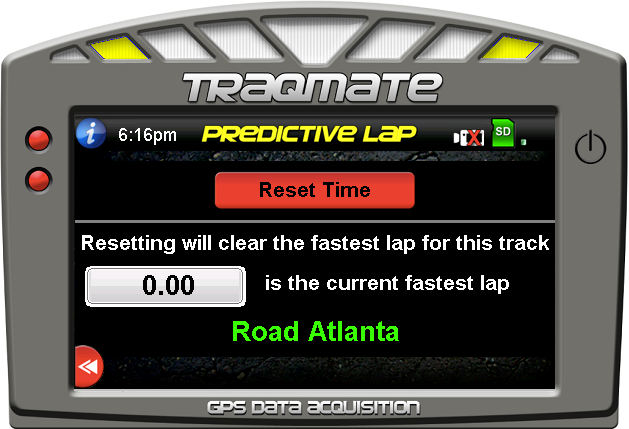 TRAQMATE
i 6:16pm PREDICTIVE LAP SD
Reset Time
Resetting will clear the fastest lap for this track
0.00 is the current fastest lap
Road Atlanta
GPS DATA ACQUISITION